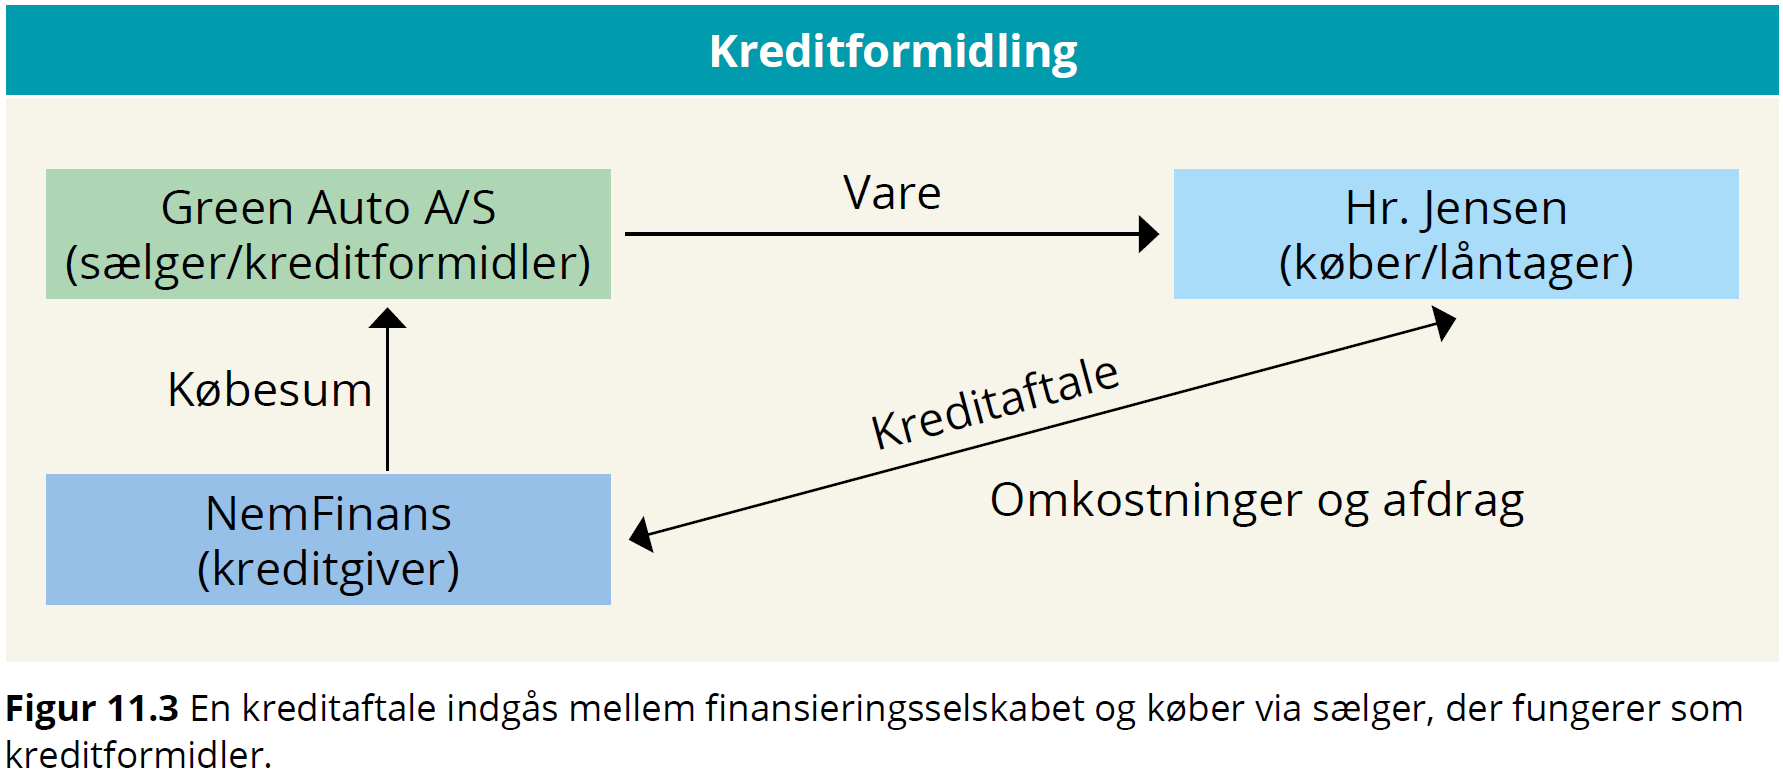 Kreditformidling
Green Auto A/S
(sælger/kreditformidler)
Vare
Hr. Jensen
(køber/låntager)
Købesum
Kreditaftale
Omkostninger og afdrag
NemFinans
(kreditgiver)
Figur 11.3 En kreditaftale indgås mellem finansieringsselskabet og køber via sælger, der fungerer som
kreditformidler.